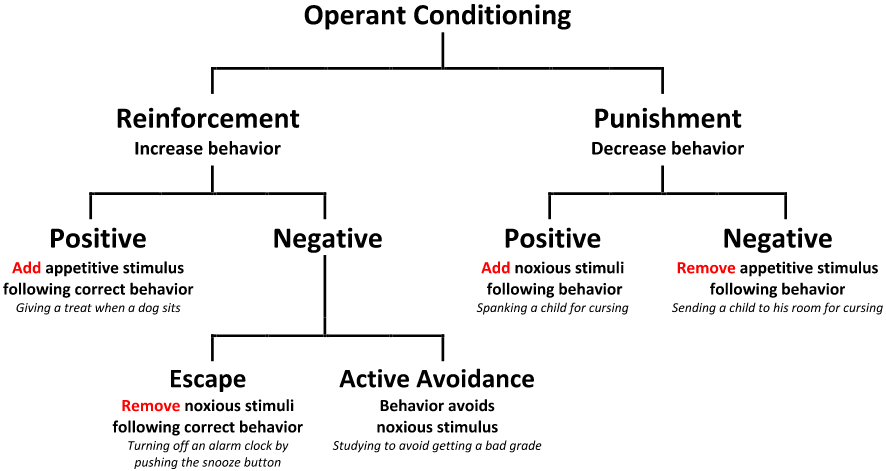 Operant Conditioning
Reinforcement
Increase behavior
Punishment
Decrease behavior
Positive
Add appetitive stimulus
following correct behavior
Giving a treat when a dog sits
Negative
Positive
Add noxious stimuli
following behavior
Spanking a child for cursing
Negative
Remove appetitive stimulus
following behavior
Sending a child to his room for cursing
Escape
Remove noxious stimuli
following correct behavior
Turning off an alarm clock by
pushing the snooze button
Active Avoidance
Behavior avoids
noxious stimulus
Studying to avoid getting a bad grade